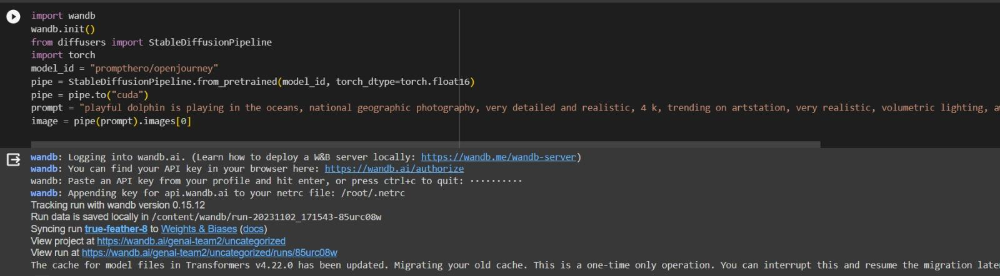 import wandb
wandb.init()
from diffusers import StableDiffusionPipeline
import torch
model_id = "prompthero/openjourney"
pipe = StableDiffusionPipeline.from_pretrained(model_id, torch_dtype=torch.float16)
pipe = pipe.to("cuda")
prompt = "playful dolphin is playing in the oceans, national geographic photography, very detailed and realistic, 4 k, trending on artstation, very realistic, volumetric lighting,
image = pipe(prompt).images[0]
wandb: Logging into wandb.ai. (Learn how to deploy a W&B server locally: https://wandb.me/wandb-server)
wandb: You can find your API key in your browser here: https://wandb.ai/authorize
wandb: Paste an API key from your profile and hit enter, or press ctrl+c to quit: ··········
wandb: Appending key for api.wandb.ai to your netrc file: /root/.netrc
Tracking run with wandb version 0.15.12
Run data is saved locally in /content/wandb/run-20231102_171543-85urc08w
Syncing run true-feather-8 to Weights & Biases (docs)
View project at https://wandb.ai/genai-team2/uncategorized
View run at https://wandb.ai/genai-team2/uncategorized/runs/85urc08w
The cache for model files in Transformers v4.22.0 has been updated. Migrating your old cache. This is a one-time only operation. You can interrupt this and resume the migration